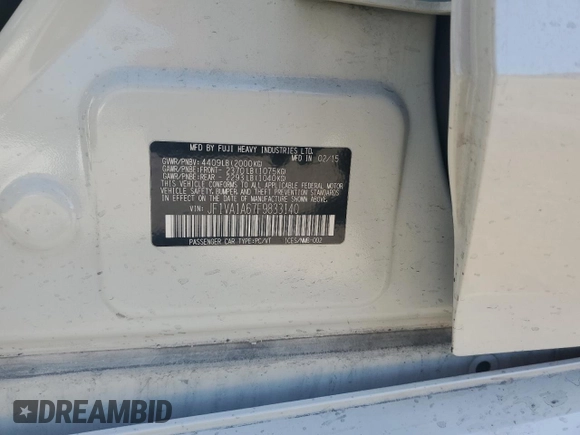 MFD BY FUJI HEAVY INDUSTRIES LTD.
GVWR/PNBV: 4409LB(2000KG) MFD IN 02/15
GAWR/PNBE:FRONT- 2370LB(1075KG)
GAWR/PNBE:REAR - 2293LB(1040KG)
THIS VEHICLE CONFORMS TO ALL APPLICABLE
FEDERAL MOTOR VEHICLE
SAFETY, BUMPER AND THEFT PREVENTION STANDARDS
IN EFFECT ON THE DATE OF MANUFACTURE SHOWN ABOVE.
VIN: JF1VA1A67F9833140
PASSENGER CAR TYPE:PC/VT ICES/NMB-002
DREAMBID